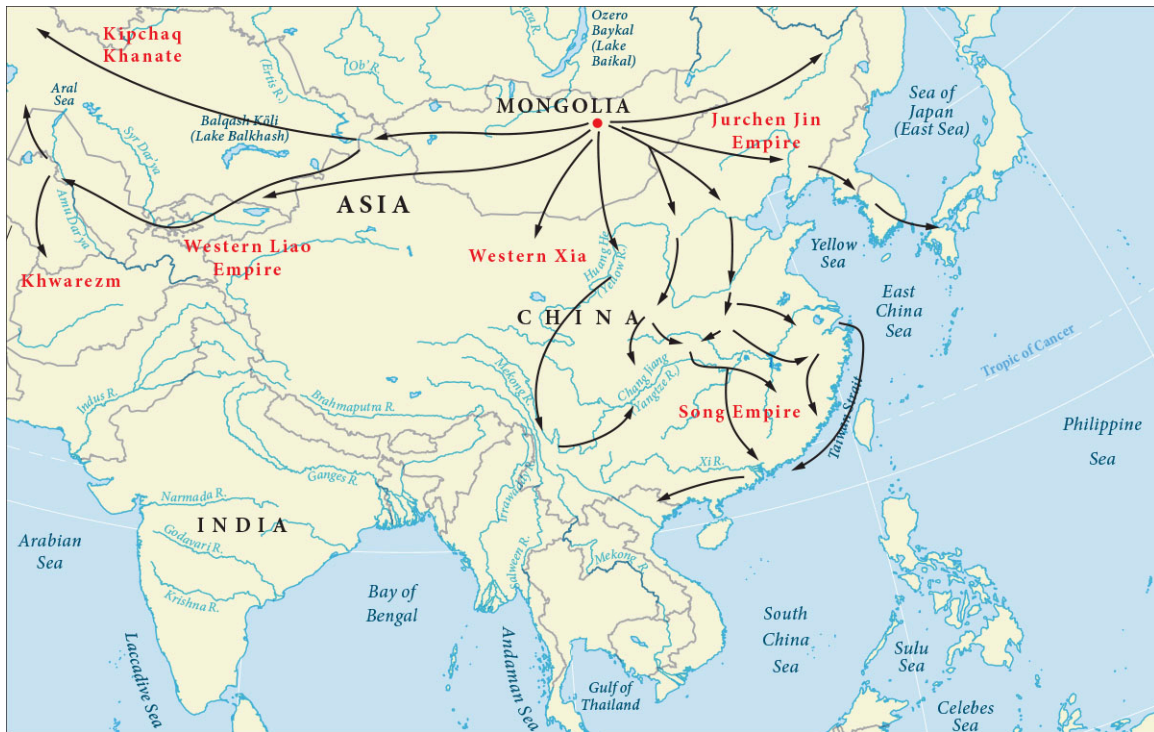 Kipchaq
Khanate
Ozero
Baykal
(Lake
Baikal)
Ob' R.
(Ertis R.)
Aral
Sea
Syr Dar'ya
Balqash Köli
(Lake Balkhash)
MONGOLIA
Jurchen Jin
Empire
Sea of
Japan
(East Sea)
Amu Darya
ASIA
Western Liao
Empire
Western Xia
Khwarezm
Huang He
(Yellow R.)
Yellow
Sea
East
China
Sea
CHINA
Tropic of Cancer
Indus R.
Brahmaputra R.
Mekong R.
Chang Jiang
(Yangtze R.)
Song Empire
Taiwan Strait
Philippine
Sea
Xi R.
Ganges R.
Narmada R.
Irrawaddy R.
INDIA
Arabian
Sea
Godavari R.
Salween R.
Mekong R.
Krishna R.
Bay of
Bengal
South
China
Sea
Laccadive Sea
Andaman Sea
Gulf of
Thailand
Sulu
Sea
Celebes
Sea